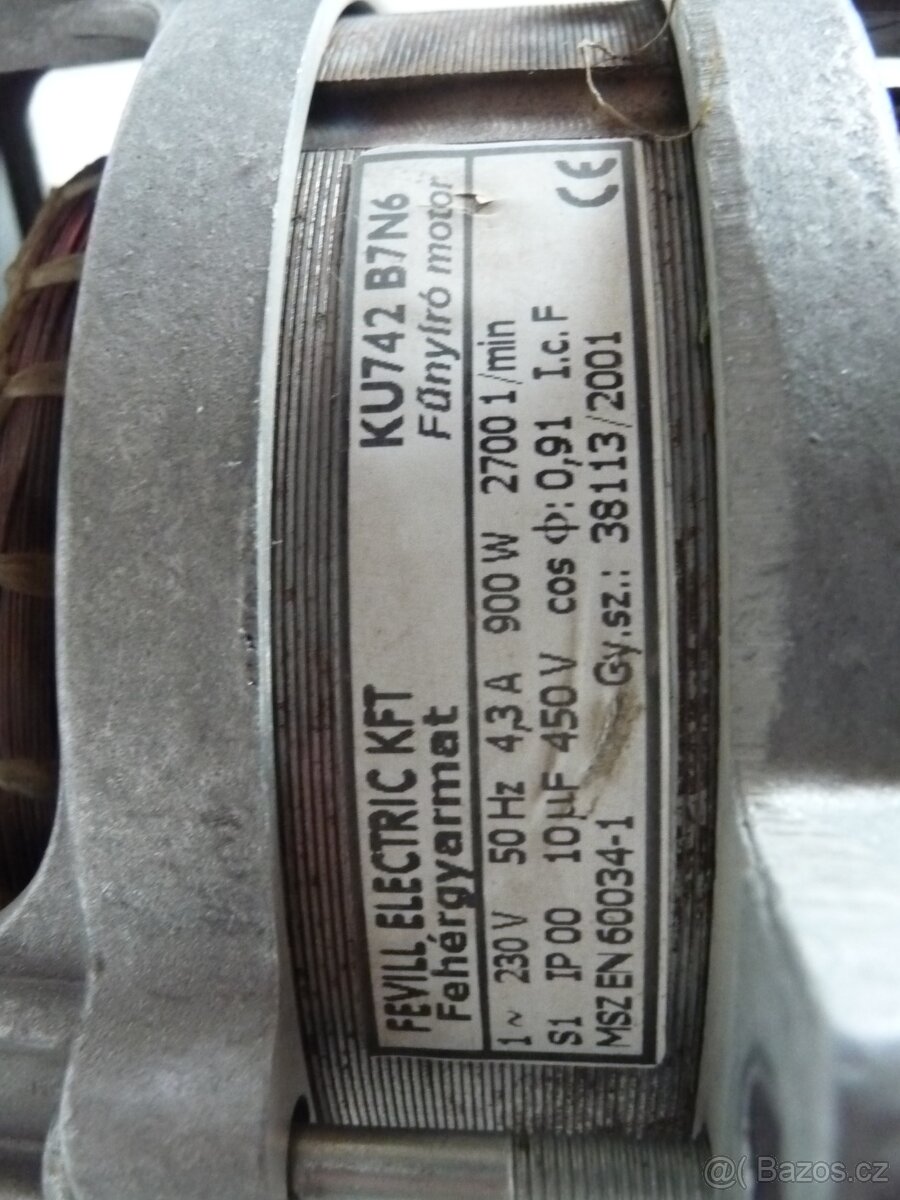 FEVILL ELECTRIC KFT KU742 B7N6
Fehérgyarmat Fűnyíró motor
1~ 230 V 50 Hz 4,3 A 900 W 2700 1/min
S1 IP 00 10 µF 450 V cos Φ: 0,91 I.c. F
MSZ EN 60034-1 Gy.sz.: 38113/2001 CE
@( Bazos.cz